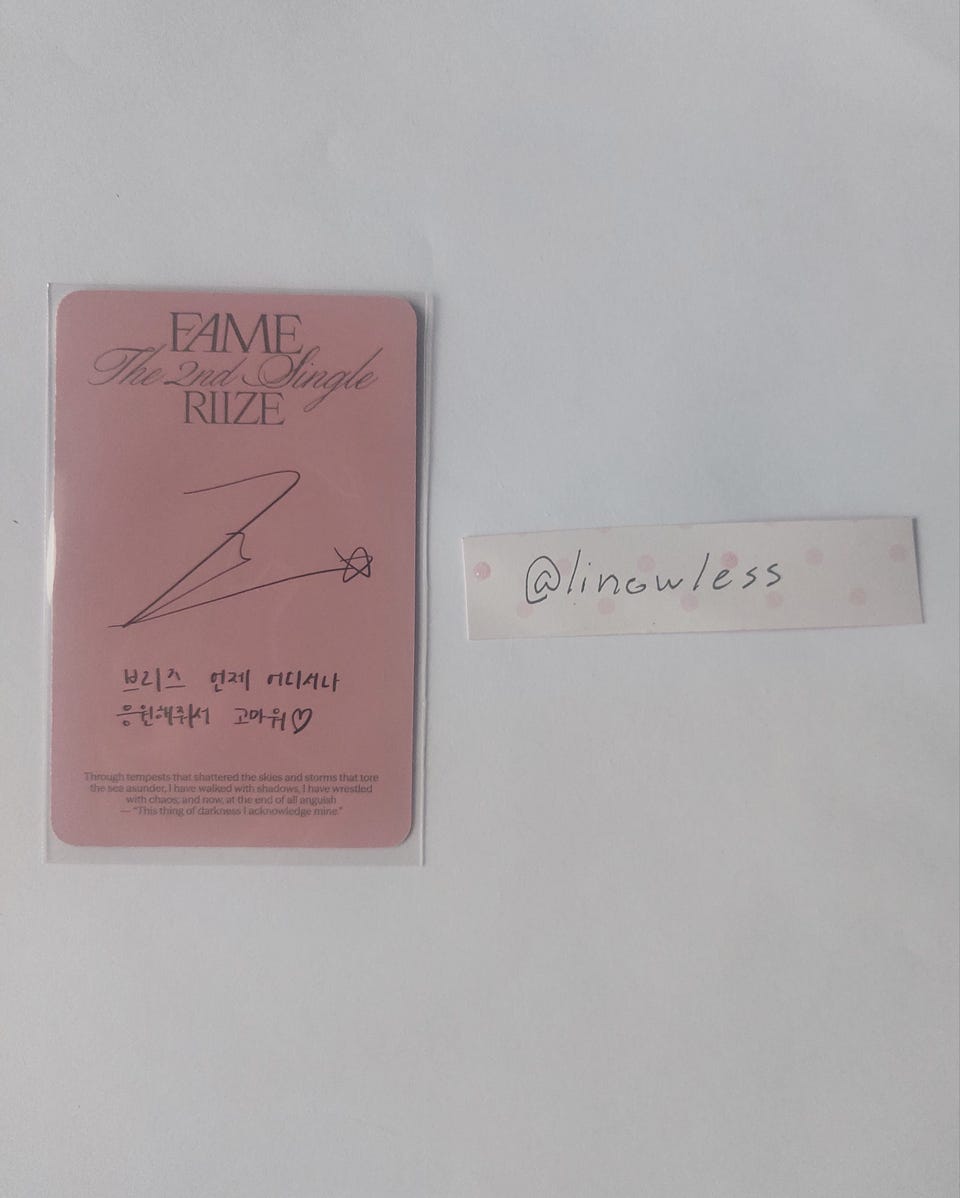 FAME
The 2nd Single
RIIZE
브리즈 언제 어디서나
응원해줘서 고마워♡
Through tempests that shattered the skies and storms that tore
the sea asunder, I have walked with shadows, I have wrestled
with chaos; and now, at the end of all anguish
— “This thing of darkness I acknowledge mine.”
@linowless